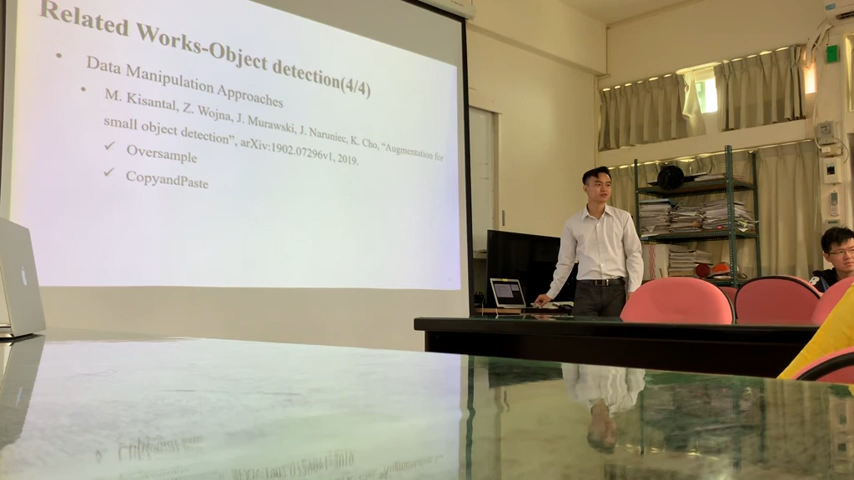 Related Works-Object detection(4/4)
Data Manipulation Approaches
M. Kisantal, Z. Wojna, J. Murawski, J. Naruniec, K. Cho, “Augmentation for
small object detection”, arXiv:1902.07296v1, 2019.
Oversample
CopyandPaste